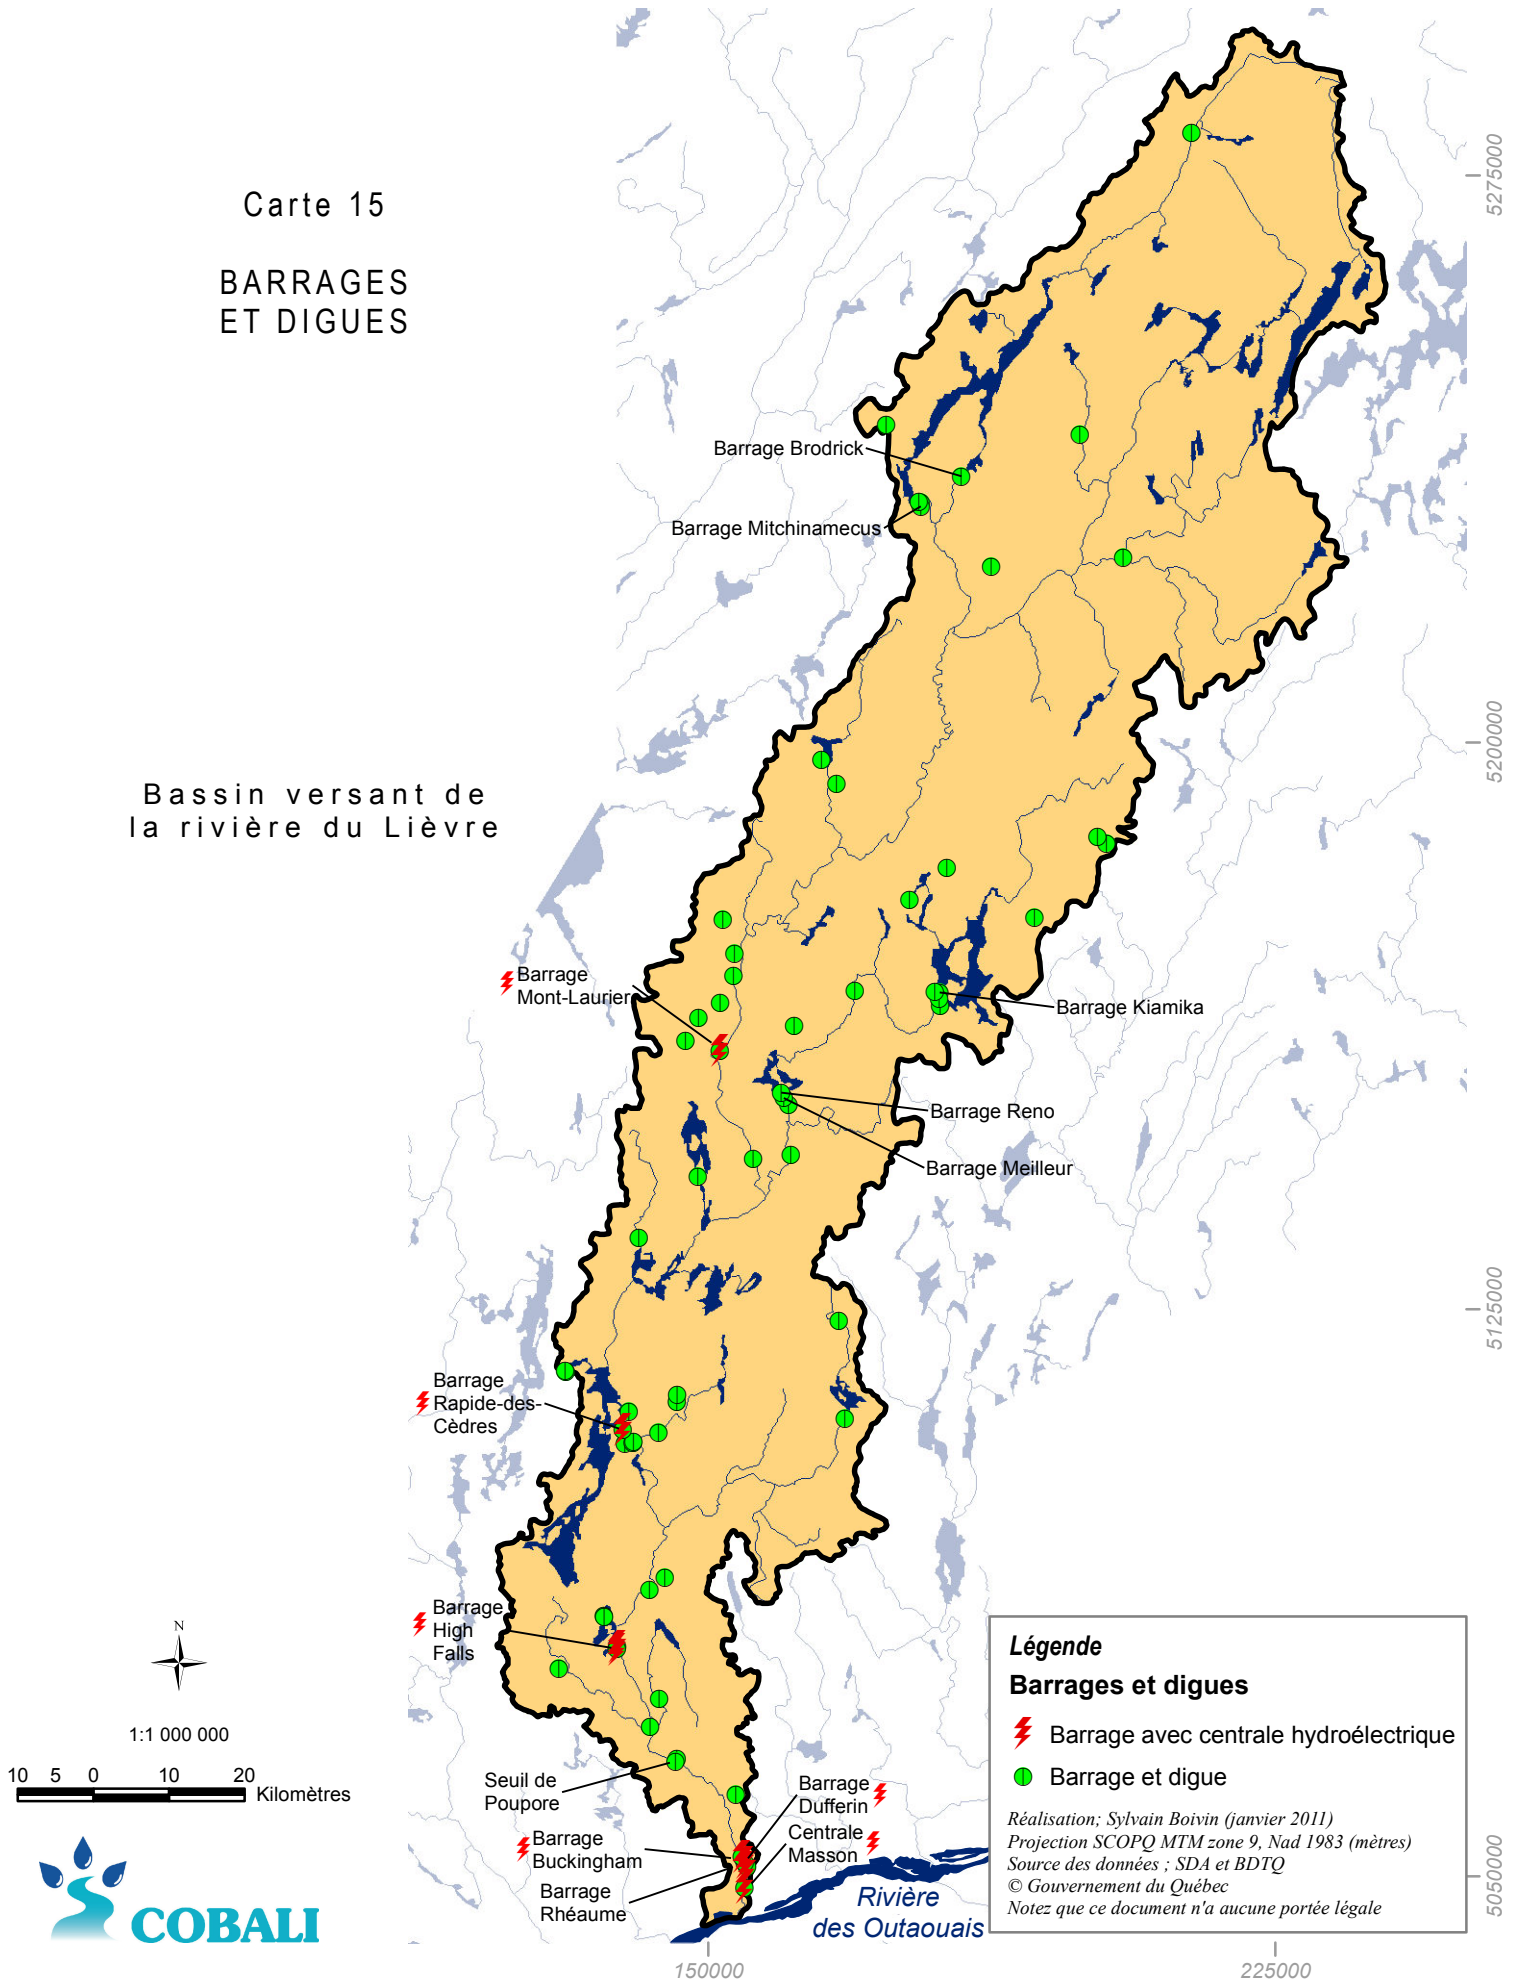 Carte 15
BARRAGES
ET DIGUES
Bassin versant de
la rivière du Lièvre
Barrage Brodrick
Barrage Mitchinamecus
Barrage
Mont-Laurier
Barrage Kiamika
Barrage Reno
Barrage Meilleur
Barrage
Rapide-des-
Cèdres
Barrage
High
Falls
Seuil de
Poupore
Barrage
Dufferin
Centrale
Masson
Barrage
Buckingham
Barrage
Rhéaume
Rivière
des Outaouais
5275000
5200000
5125000
5050000
150000
225000
N
1:1 000 000
10 5 0 10 20
Kilomètres
COBALI
Légende
Barrages et digues
Barrage avec centrale hydroélectrique
Barrage et digue
Réalisation; Sylvain Boivin (janvier 2011)
Projection SCOPQ MTM zone 9, Nad 1983 (mètres)
Source des données ; SDA et BDTQ
© Gouvernement du Québec
Notez que ce document n'a aucune portée légale